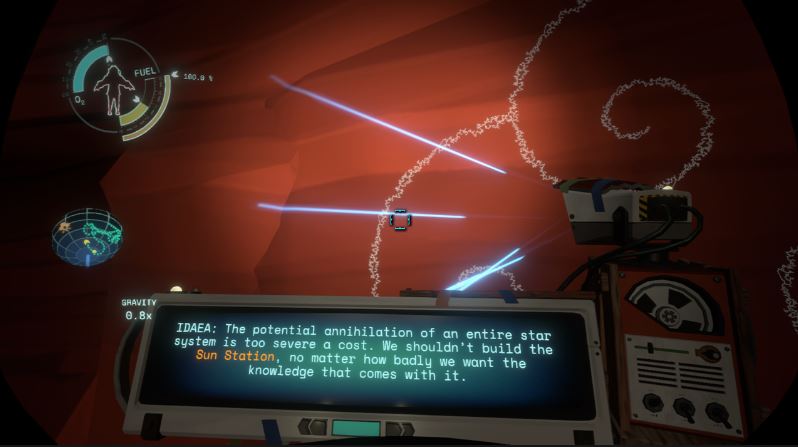 FUEL
100.0 %
O₂
GRAVITY
0.8x
IDAEA: The potential annihilation of an entire star
system is too severe a cost. We shouldn't build the
Sun Station, no matter how badly we want the
knowledge that comes with it.